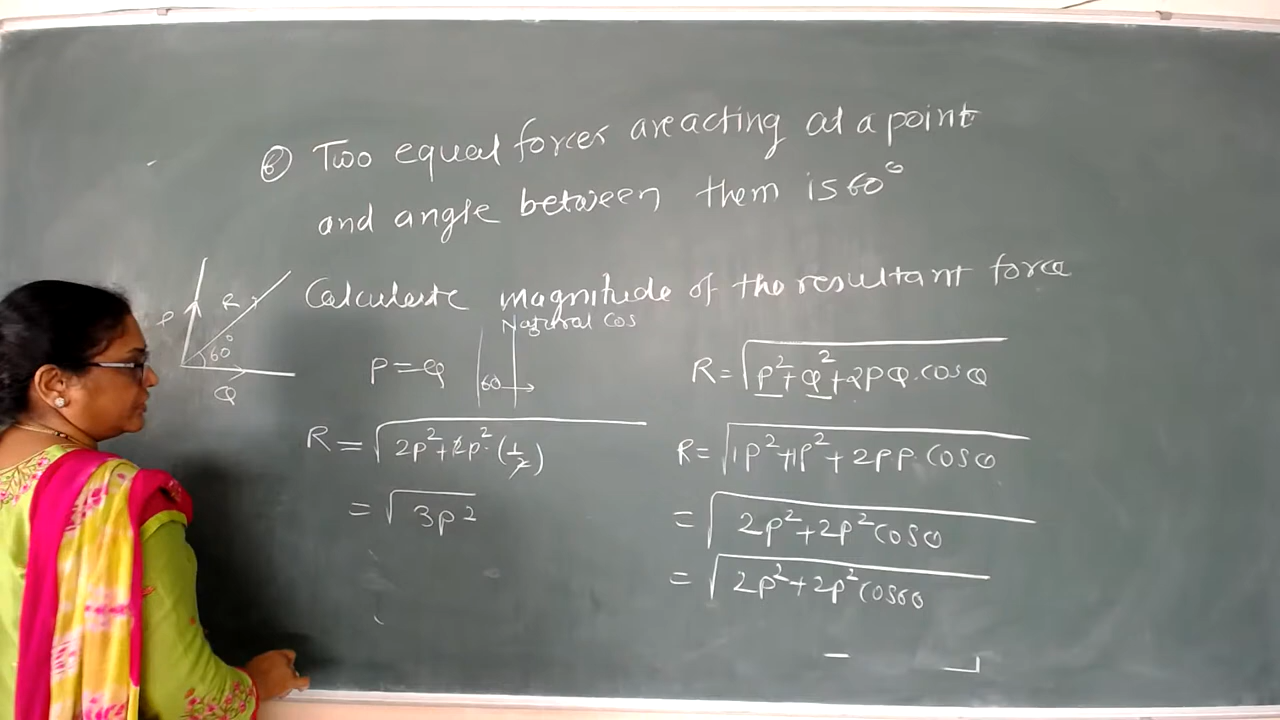 6) Two equal forces are acting at a point
and angle between them is 60°
Calculate magnitude of the resultant force
P
R
60°
Q
Natural Cos
60
P = Q
R = √2P²+2P²·(1/2)
= √3P²
R = √P²+Q²+2PQ.cosθ
R = √1P²+1P²+2PP.cosθ
= √2P²+2P²cosθ
= √2P²+2P²cos60